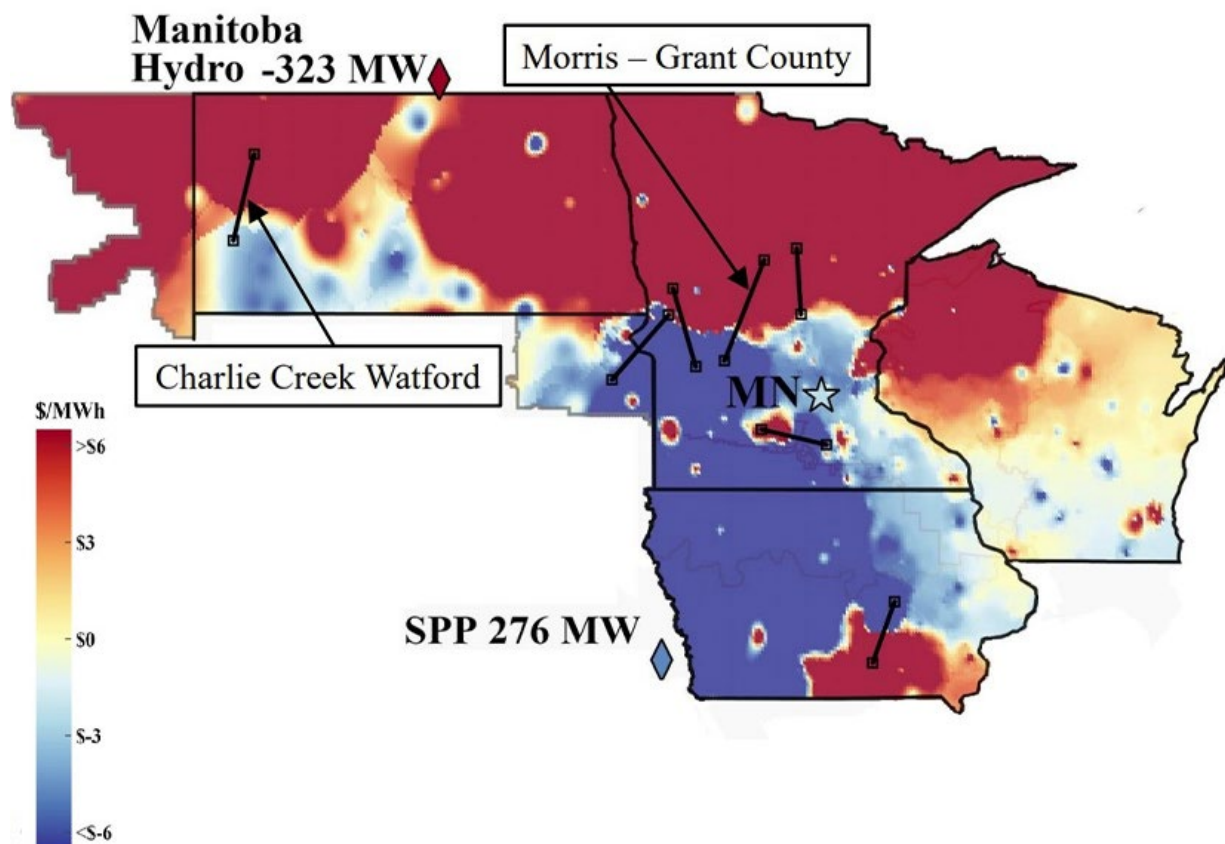 Manitoba
Hydro -323 MW
Morris – Grant County
Charlie Creek Watford
$/MWh
>$6
$3
$0
$-3
<$-6
MN
SPP 276 MW